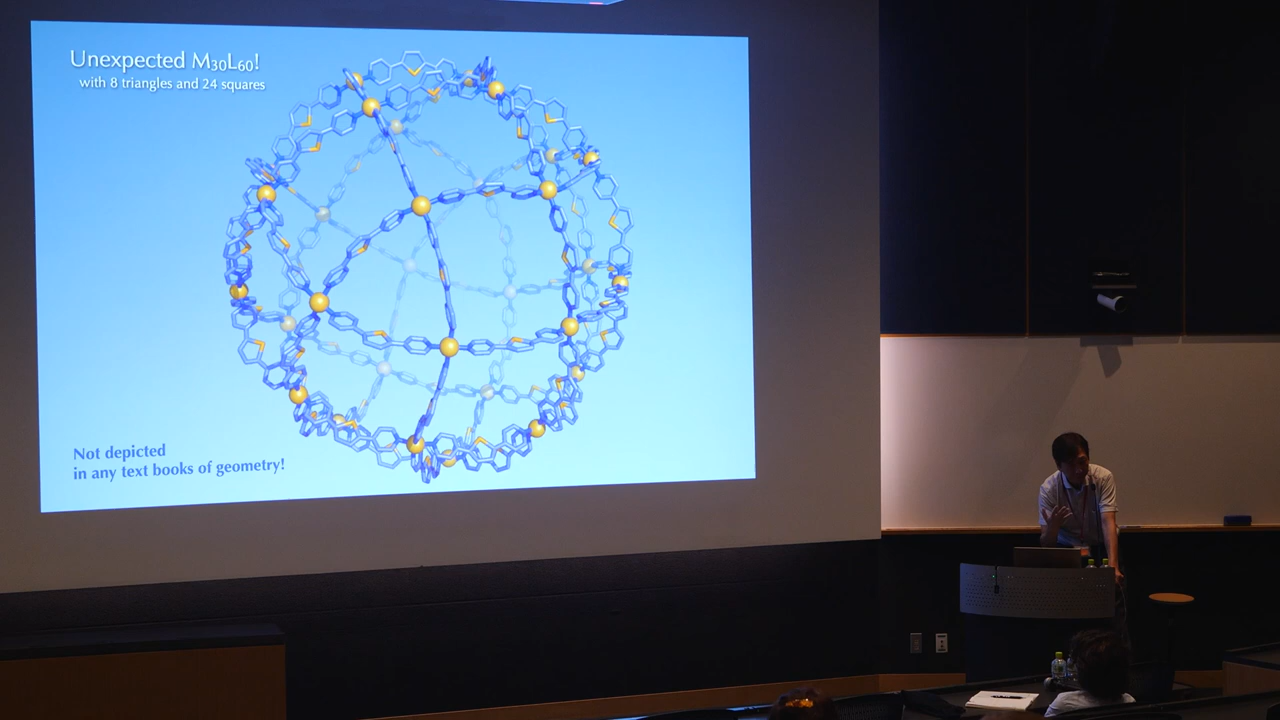 Unexpected M₃₀L₆₀!
with 8 triangles and 24 squares
Not depicted
in any text books of geometry!